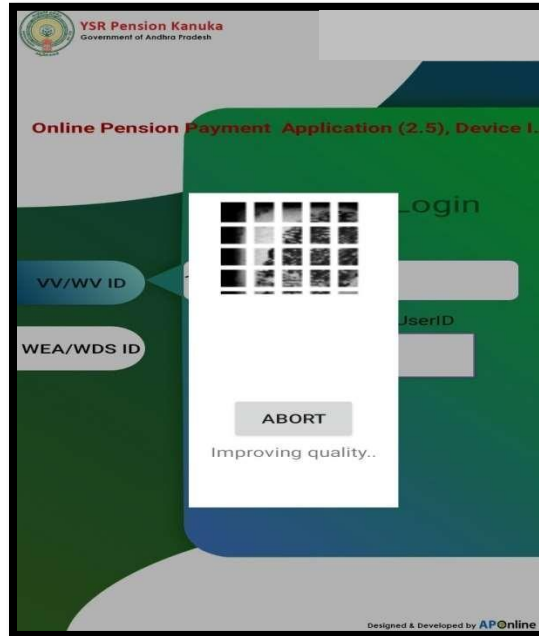 YSR Pension Kanuka
Government of Andhra Pradesh
Online Pension Payment Application (2.5), Device I.
Login
VV/WV ID
UserID
WEA/WDS ID
ABORT
Improving quality..
Designed & Developed by APOnline